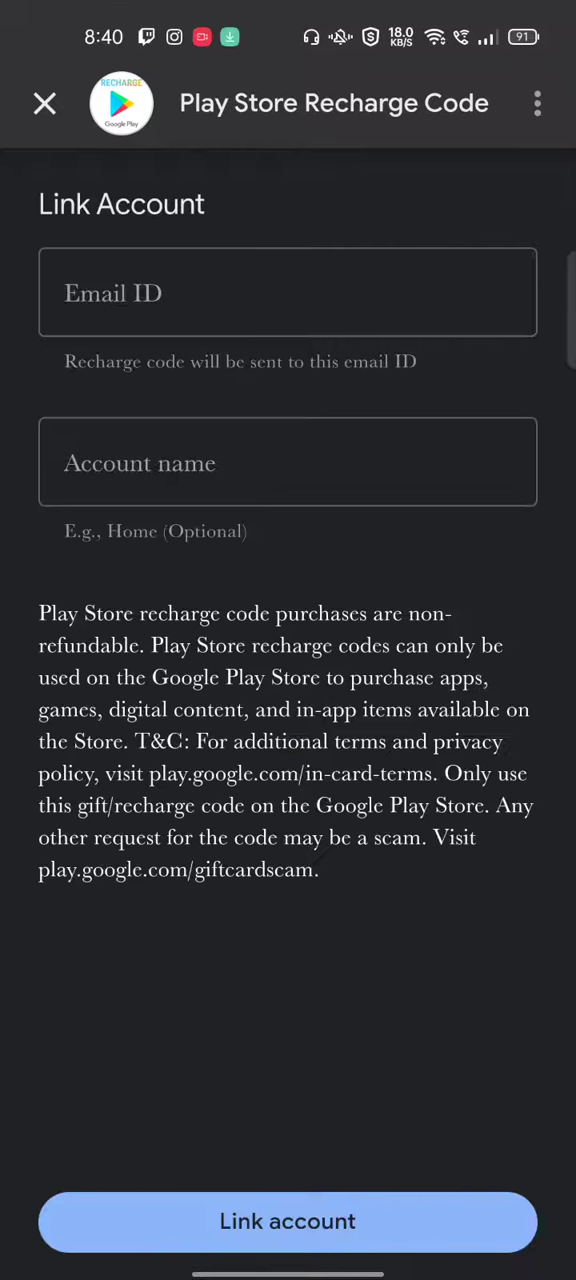 8:40
18.0
KB/S
91
RECHARGE
Google Play
Play Store Recharge Code
Link Account
Email ID
Recharge code will be sent to this email ID
Account name
E.g., Home (Optional)
Play Store recharge code purchases are non-
refundable. Play Store recharge codes can only be
used on the Google Play Store to purchase apps,
games, digital content, and in-app items available on
the Store. T&C: For additional terms and privacy
policy, visit play.google.com/in-card-terms. Only use
this gift/recharge code on the Google Play Store. Any
other request for the code may be a scam. Visit
play.google.com/giftcardscam.
Link account